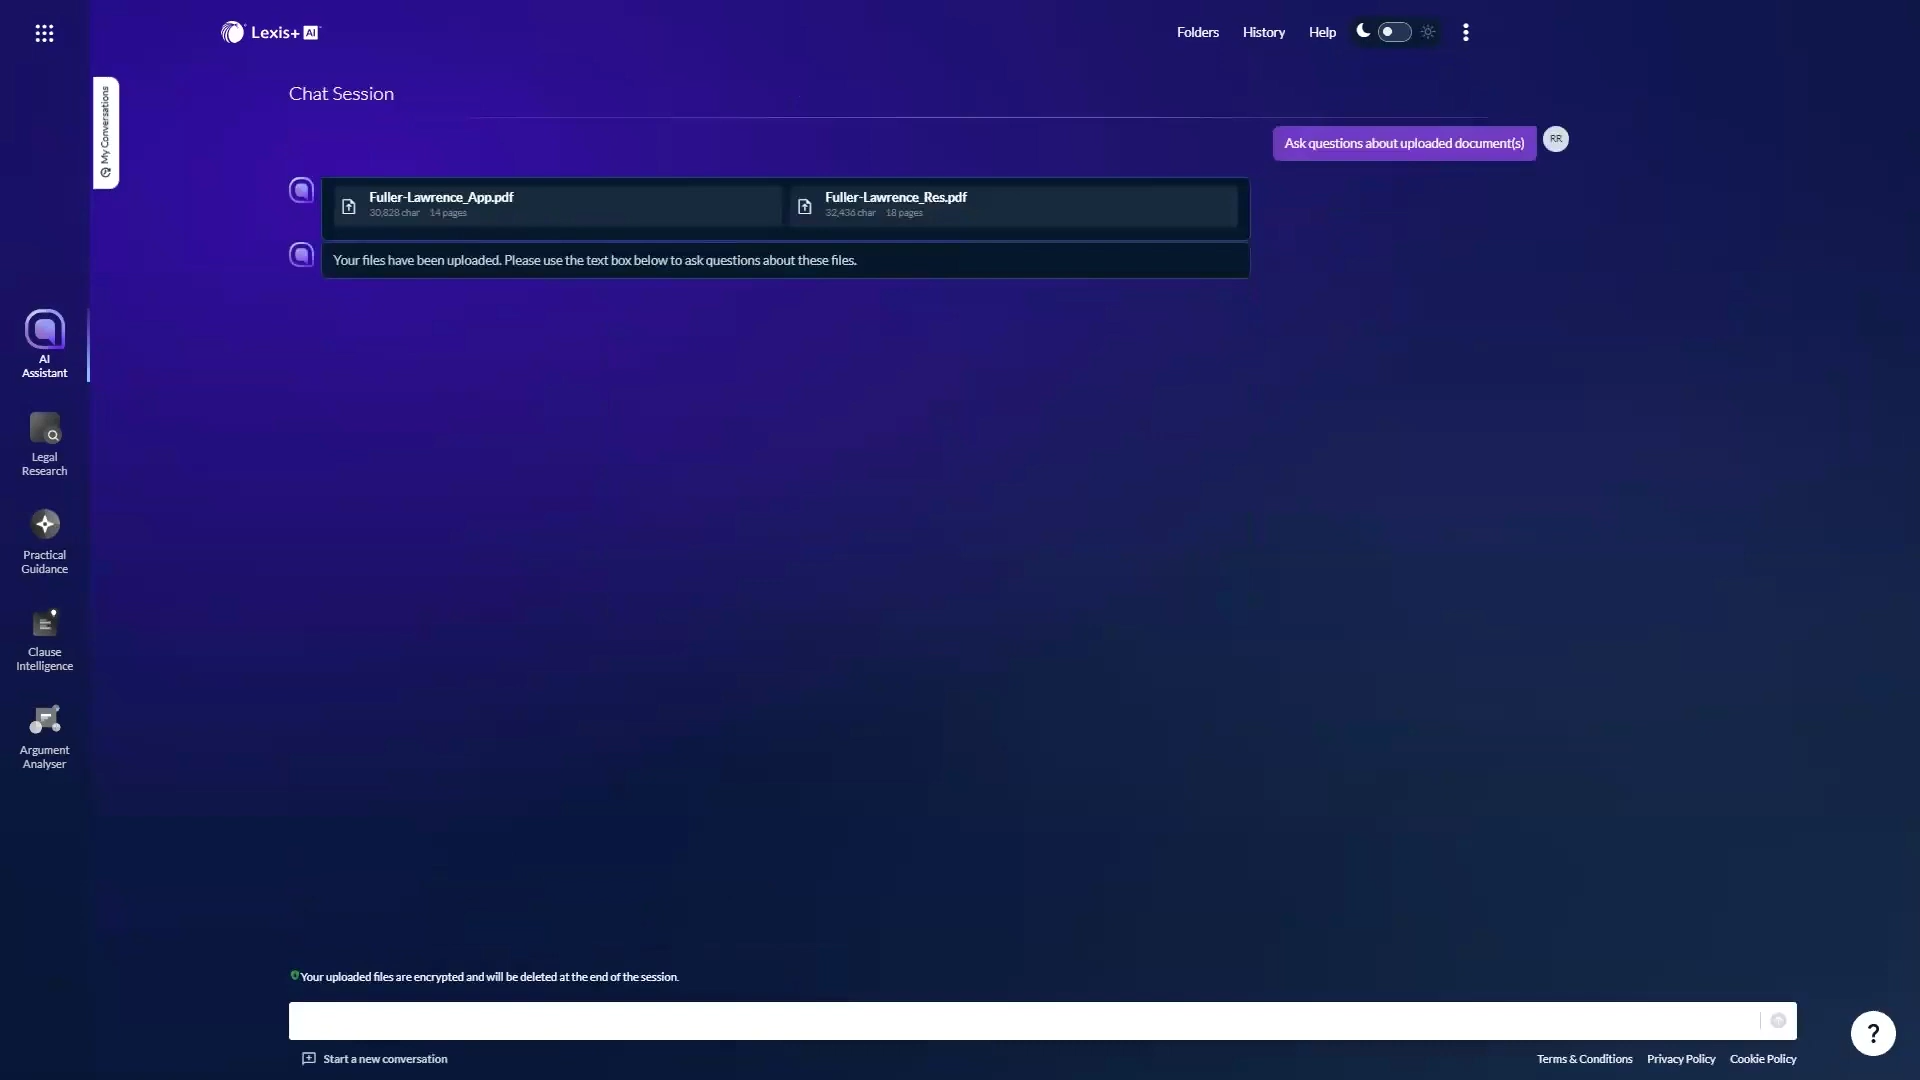 Lexis+ AI
Folders
History
Help
My Conversations
Chat Session
Ask questions about uploaded document(s)
RR
Fuller-Lawrence_App.pdf
30,828 char 14 pages
Fuller-Lawrence_Res.pdf
32,436 char 18 pages
Your files have been uploaded. Please use the text box below to ask questions about these files.
AI
Assistant
Legal
Research
Practical
Guidance
Clause
Intelligence
Argument
Analyser
Your uploaded files are encrypted and will be deleted at the end of the session.
?
Start a new conversation
Terms & Conditions
Privacy Policy
Cookie Policy